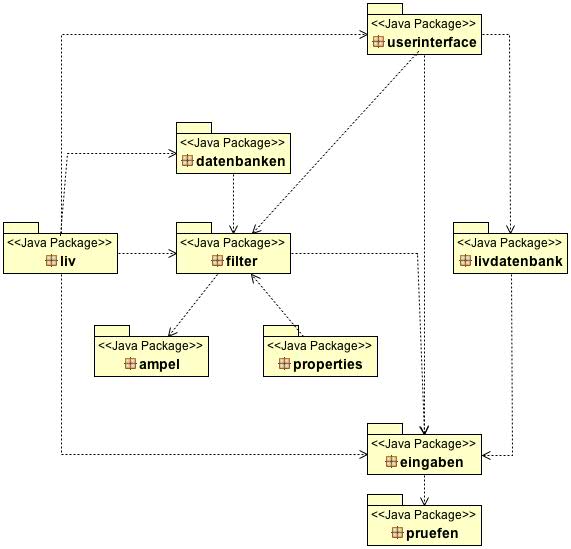 <<Java Package>>
userinterface
<<Java Package>>
datenbanken
<<Java Package>>
liv
<<Java Package>>
filter
<<Java Package>>
livdatenbank
<<Java Package>>
ampel
<<Java Package>>
properties
<<Java Package>>
eingaben
<<Java Package>>
pruefen